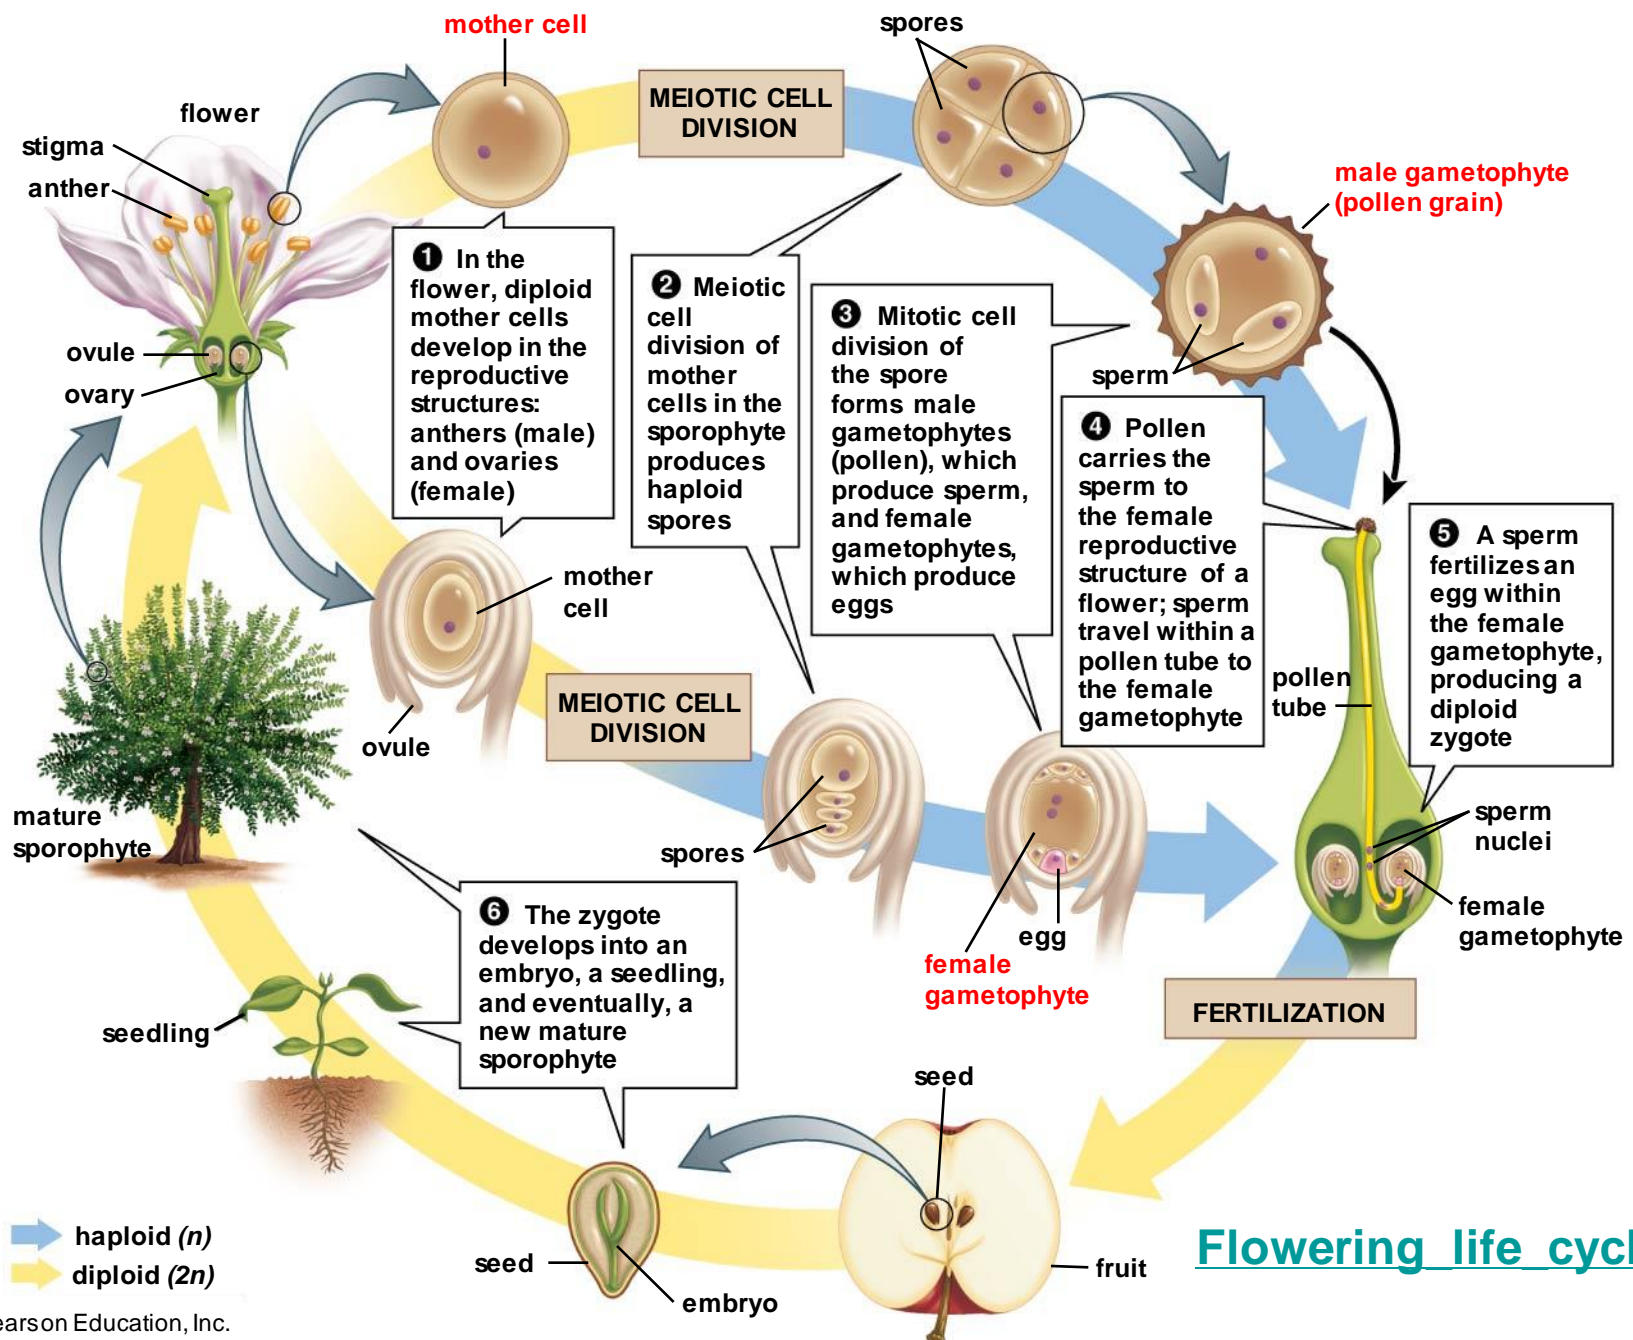 mother cell
spores
flower
MEIOTIC CELL
DIVISION
stigma
anther
male gametophyte
(pollen grain)
❶ In the
flower, diploid
mother cells
develop in the
reproductive
structures:
anthers (male)
and ovaries
(female)
❷ Meiotic
cell
division of
mother
cells in the
sporophyte
produces
haploid
spores
❸ Mitotic cell
division of
the spore
forms male
gametophytes
(pollen), which
produce sperm,
and female
gametophytes,
which produce
eggs
ovule
ovary
sperm
❹ Pollen
carries the
sperm to
the female
reproductive
structure of a
flower; sperm
travel within a
pollen tube to
the female
gametophyte
❺ A sperm
fertilizes an
egg within
the female
gametophyte,
producing a
diploid
zygote
mother
cell
pollen
tube
MEIOTIC CELL
DIVISION
ovule
mature
sporophyte
spores
sperm
nuclei
egg
female
gametophyte
female
gametophyte
❻ The zygote
develops into an
embryo, a seedling,
and eventually, a
new mature
sporophyte
FERTILIZATION
seedling
seed
haploid (n)
diploid (2n)
seed
embryo
fruit
Flowering_life_cycl
earson Education, Inc.